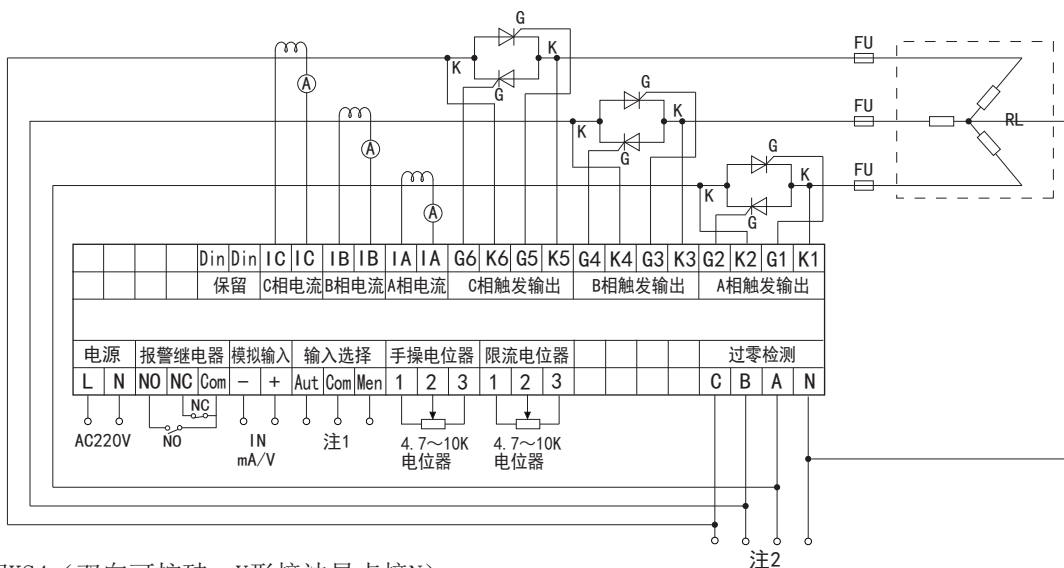 G
FU
K
K
G
G
FU
A
K
K
G
G
RL
A
FU
K
K
G
A
Din Din IC IC IB IB IA IA G6 K6 G5 K5 G4 K4 G3 K3 G2 K2 G1 K1
保留 C相电流 B相电流 A相电流 C相触发输出 B相触发输出 A相触发输出
电源 报警继电器 模拟输入 输入选择 手操电位器 限流电位器 过零检测
L N NO NC Com − + Aut Com Men 1 2 3 1 2 3 C B A N
NC
AC220V NO IN 注1 4.7～10K 4.7～10K
mA/V 电位器 电位器
注2